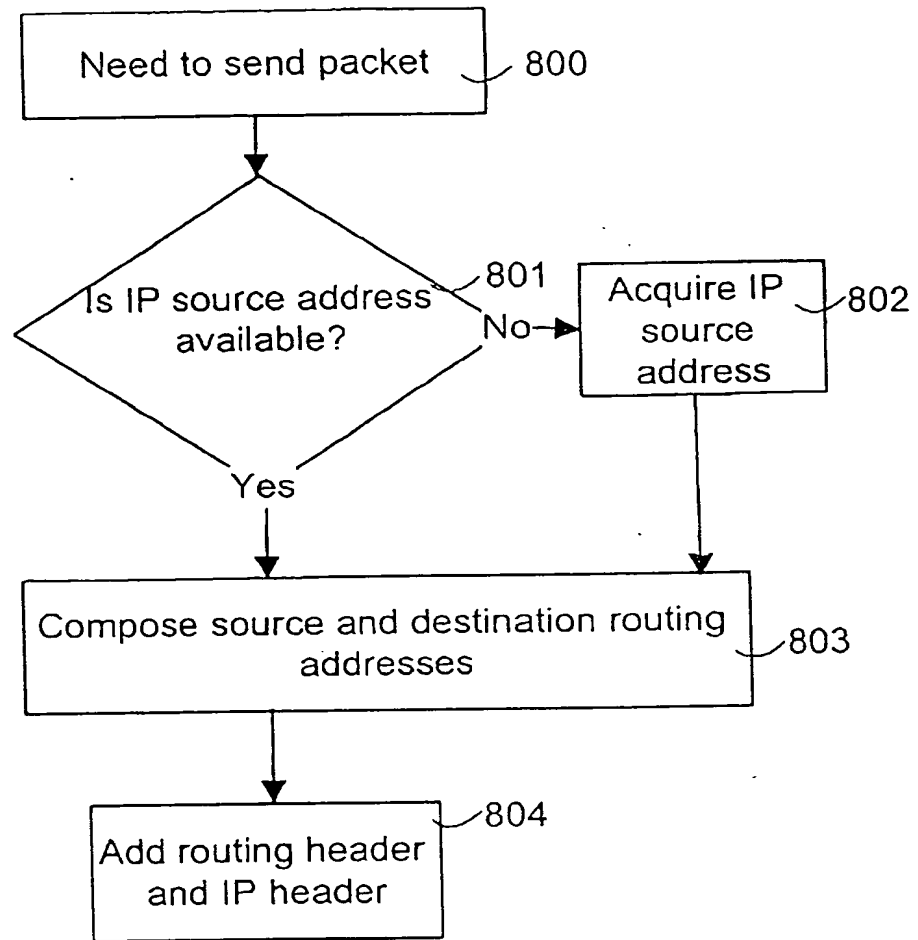 Need to send packet
800
801
Is IP source address
available?
No
Acquire IP
source
address
802
Yes
Compose source and destination routing
addresses
803
804
Add routing header
and IP header